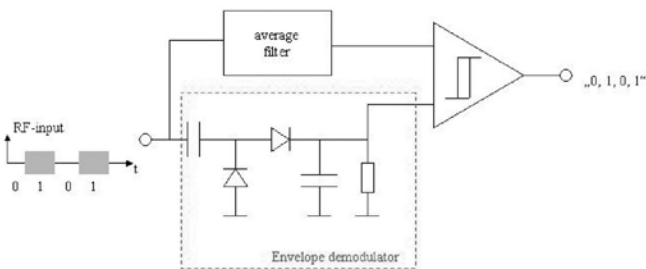 average
filter
„0, 1, 0, 1“
RF-input
t
0 1 0 1
Envelope demodulator